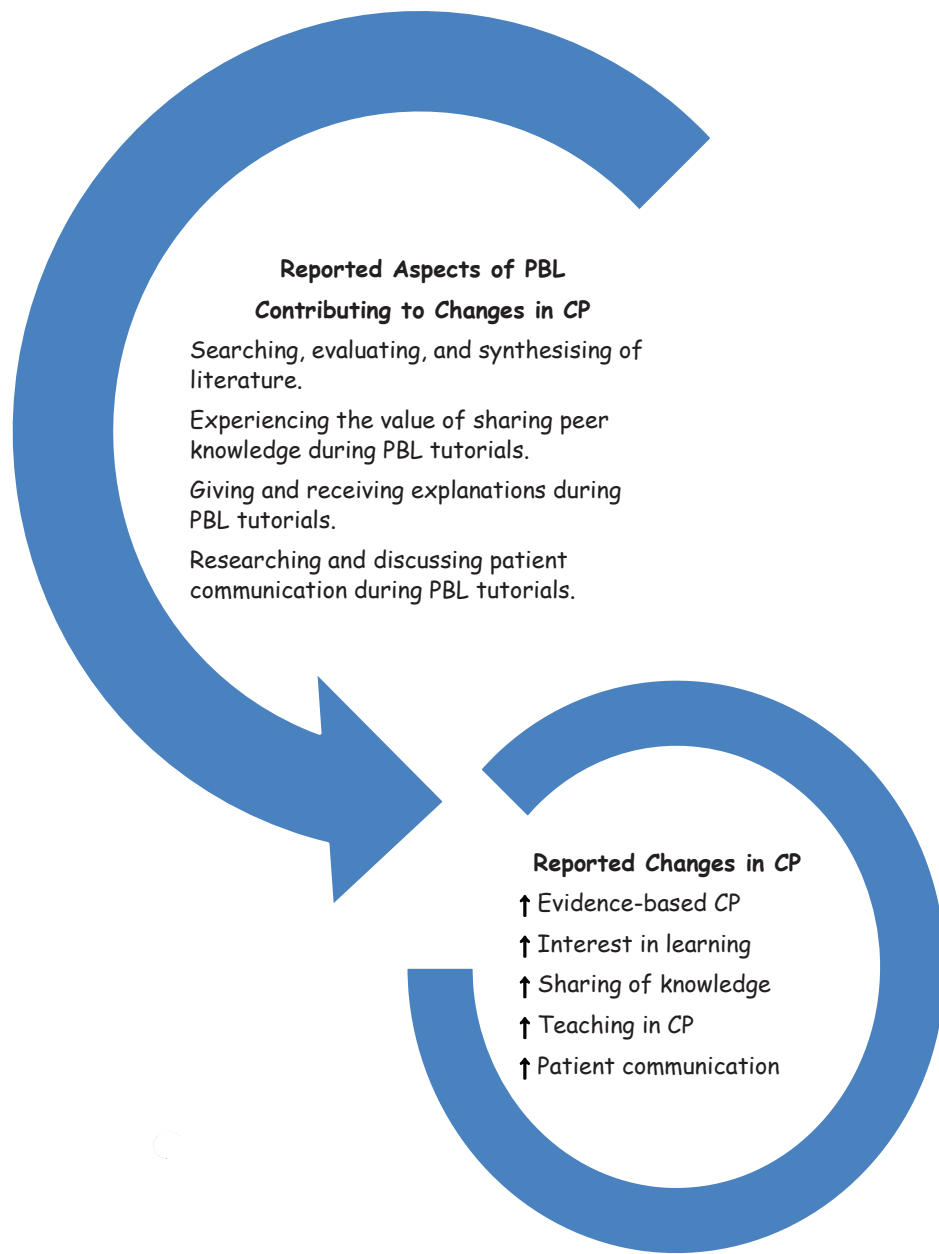 Reported Aspects of PBL
Contributing to Changes in CP
Searching, evaluating, and synthesising of
literature.
Experiencing the value of sharing peer
knowledge during PBL tutorials.
Giving and receiving explanations during
PBL tutorials.
Researching and discussing patient
communication during PBL tutorials.
Reported Changes in CP
↑ Evidence-based CP
↑ Interest in learning
↑ Sharing of knowledge
↑ Teaching in CP
↑ Patient communication